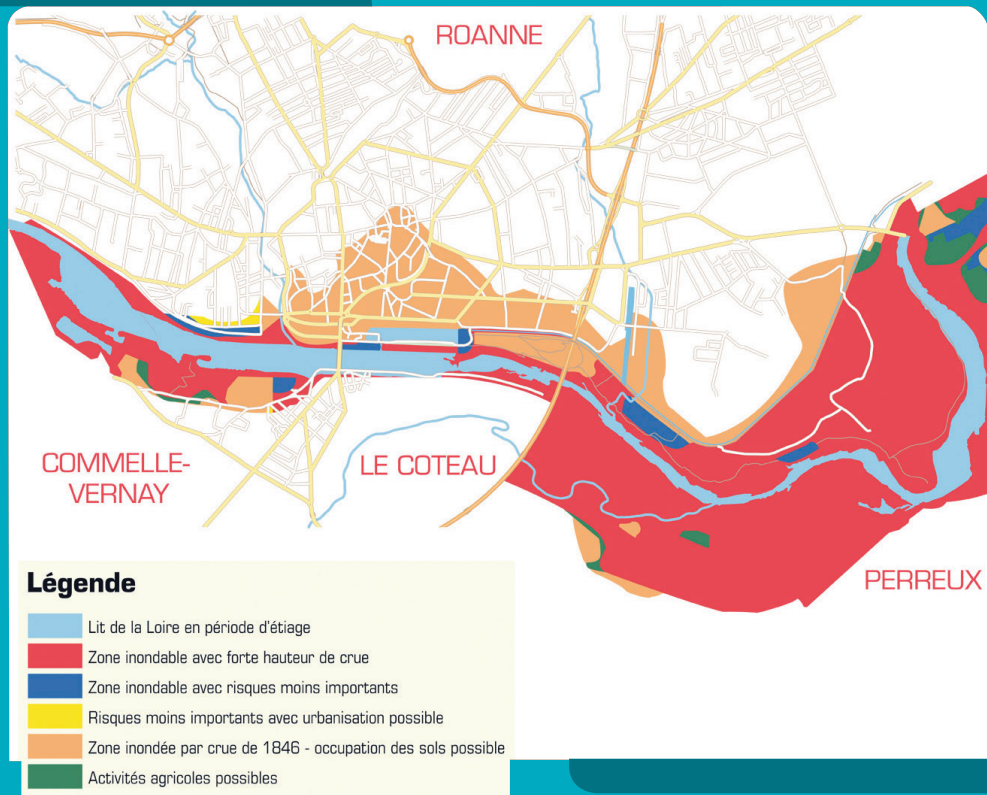 ROANNE
COMMELLE-
VERNAY
LE COTEAU
PERREUX
Légende
Lit de la Loire en période d'étiage
Zone inondable avec forte hauteur de crue
Zone inondable avec risques moins importants
Risques moins importants avec urbanisation possible
Zone inondée par crue de 1846 - occupation des sols possible
Activités agricoles possibles